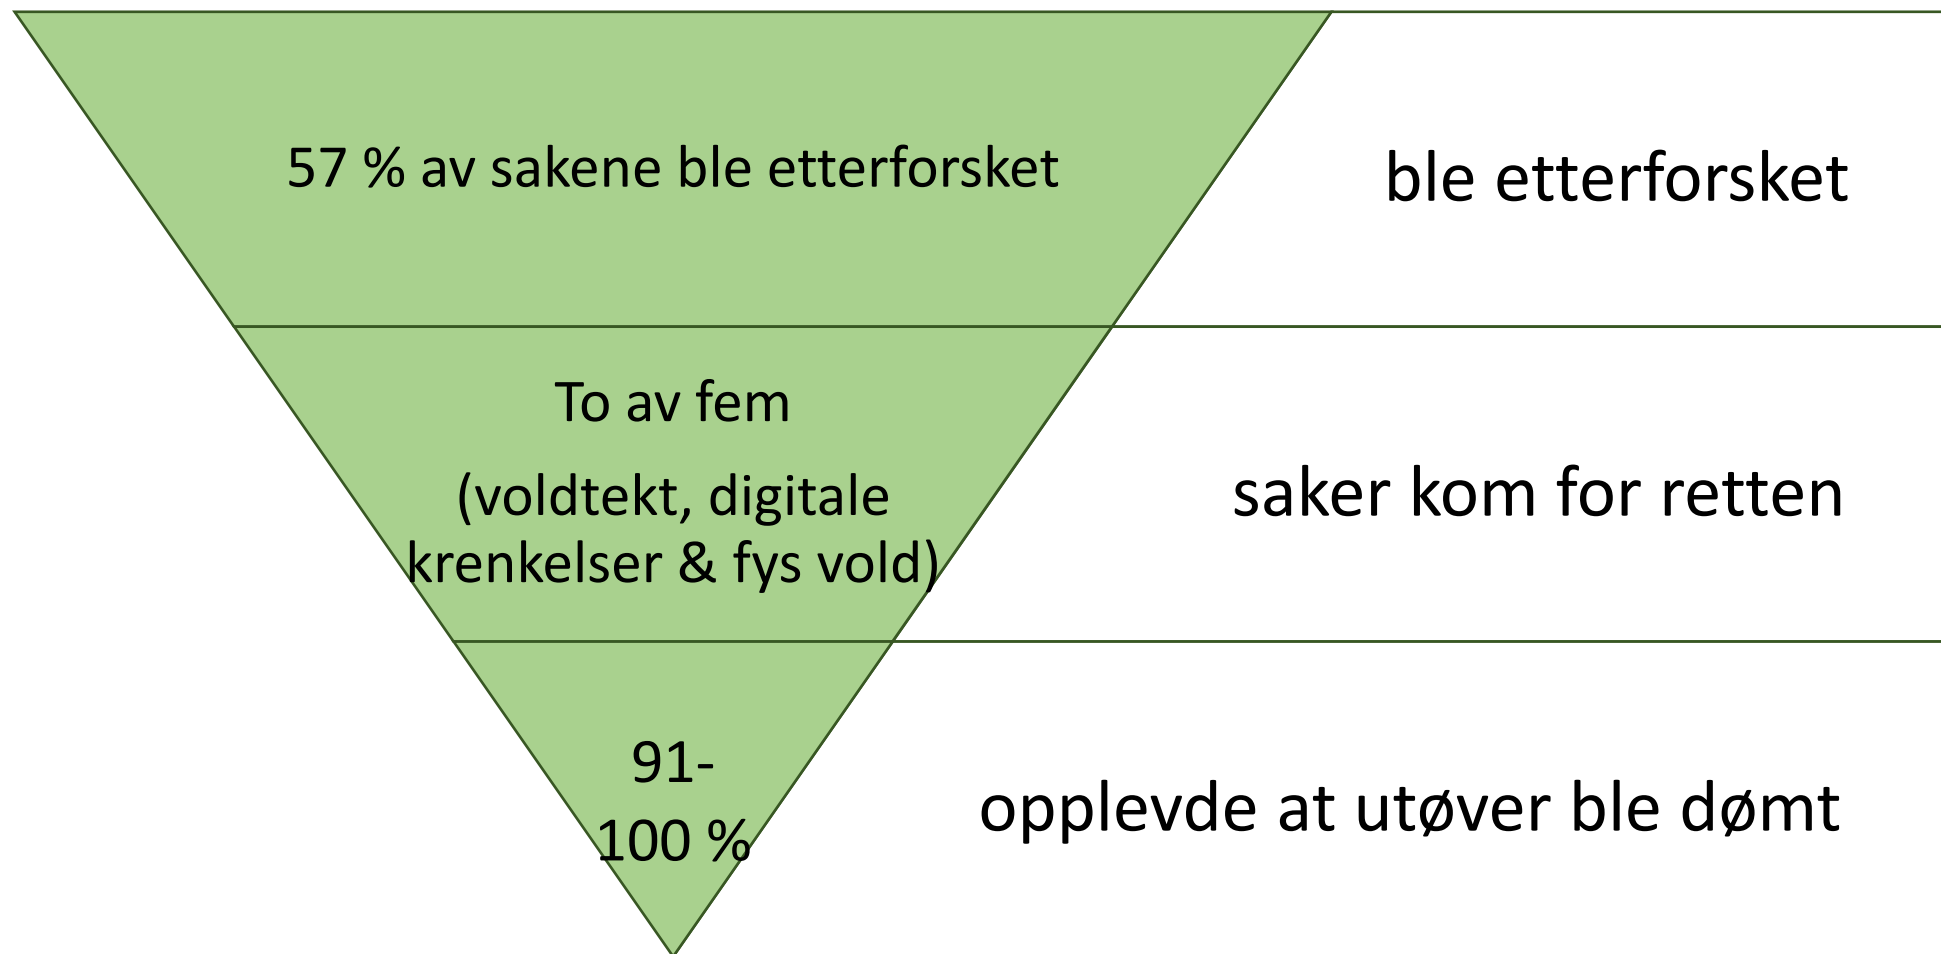 57 % av sakene ble etterforsket
ble etterforsket
To av fem
(voldtekt, digitale
krenkelser & fys vold)
saker kom for retten
91-
100 %
opplevde at utøver ble dømt